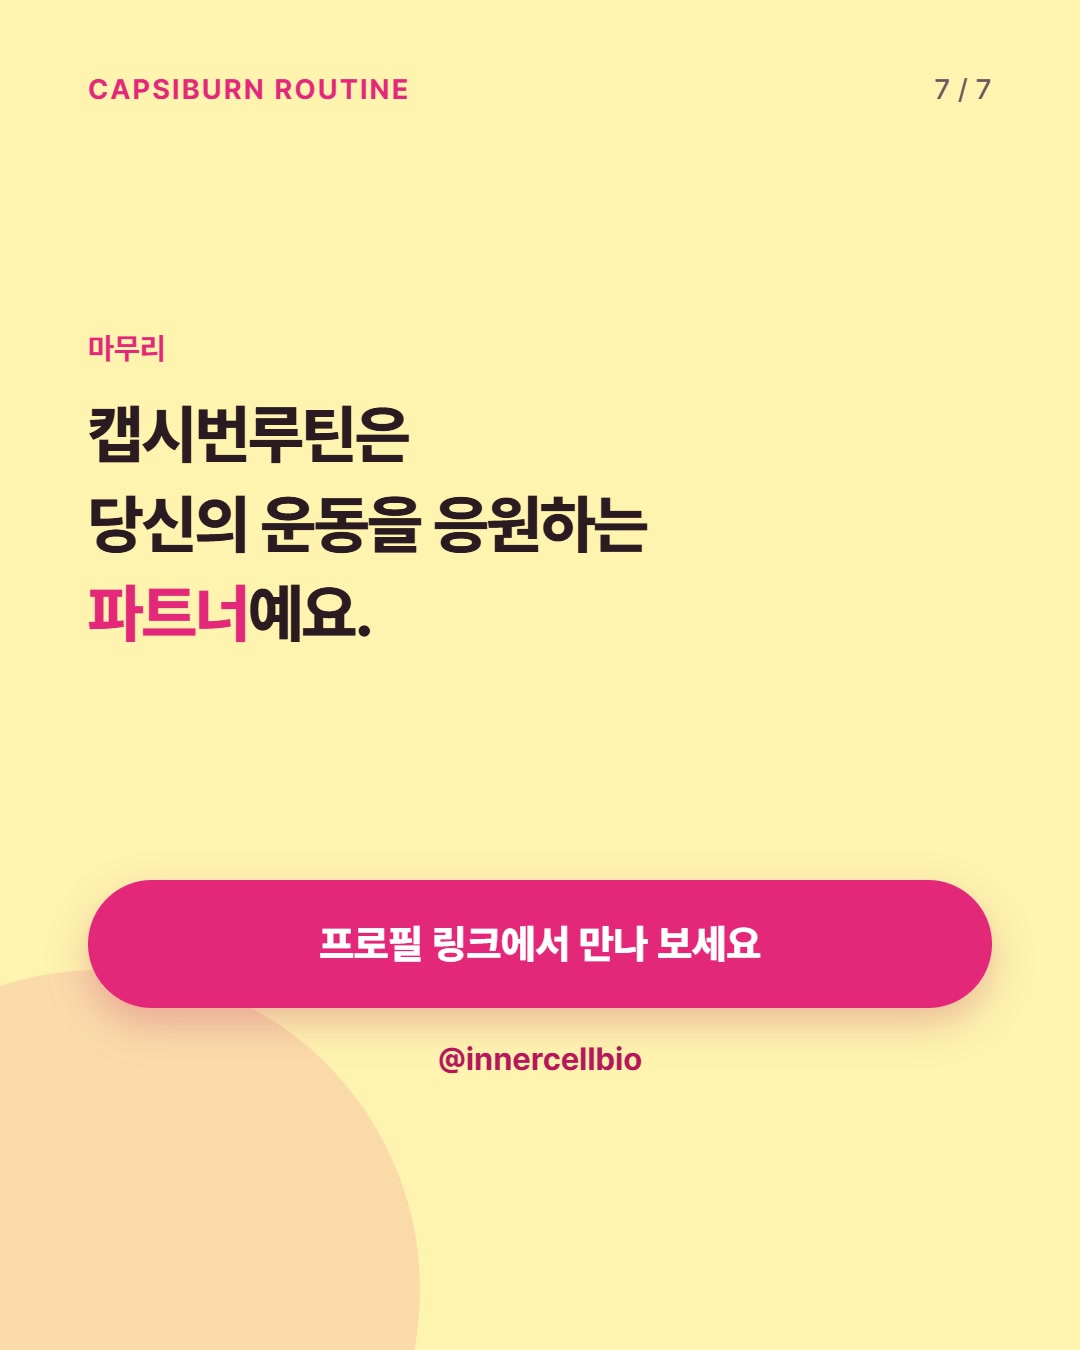 CAPSIBURN ROUTINE
7 / 7
마무리
캡시번루틴은
당신의 운동을 응원하는
파트너예요.
프로필 링크에서 만나 보세요
@innercellbio